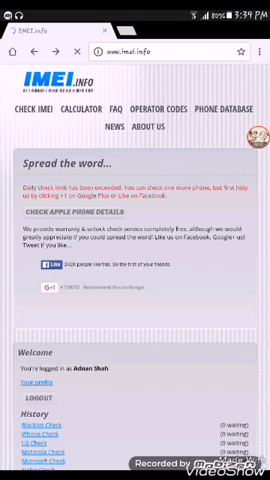 80%
3:39 PM
IMEI.info
www.imei.info
IMEI.INFO
CHECK IMEI CALCULATOR FAQ OPERATOR CODES PHONE DATABASE
NEWS ABOUT US
Spread the word...
Daily check limit has been exceeded. You can check one more phone, but first help
us by clicking +1 on Google Plus or Like on Facebook.
CHECK APPLE PHONE DETAILS
We provide warranty & unlock check service completely free, although we would
greatly appreciate if you could spread the word! Like us on Facebook, Google+ us!
Tweet if you like...
Like 242K people like this. Be the first of your friends.
G+1 Recommend this on Google
Welcome
You're logged in as Adnan Shah
Your profile
LOGOUT
History
Blacklist Check (0 waiting)
iPhone Check (0 waiting)
LG Check (0 waiting)
Motorola Check (0 waiting)
Microsoft Check
Made With
VideoShow
Recorded by